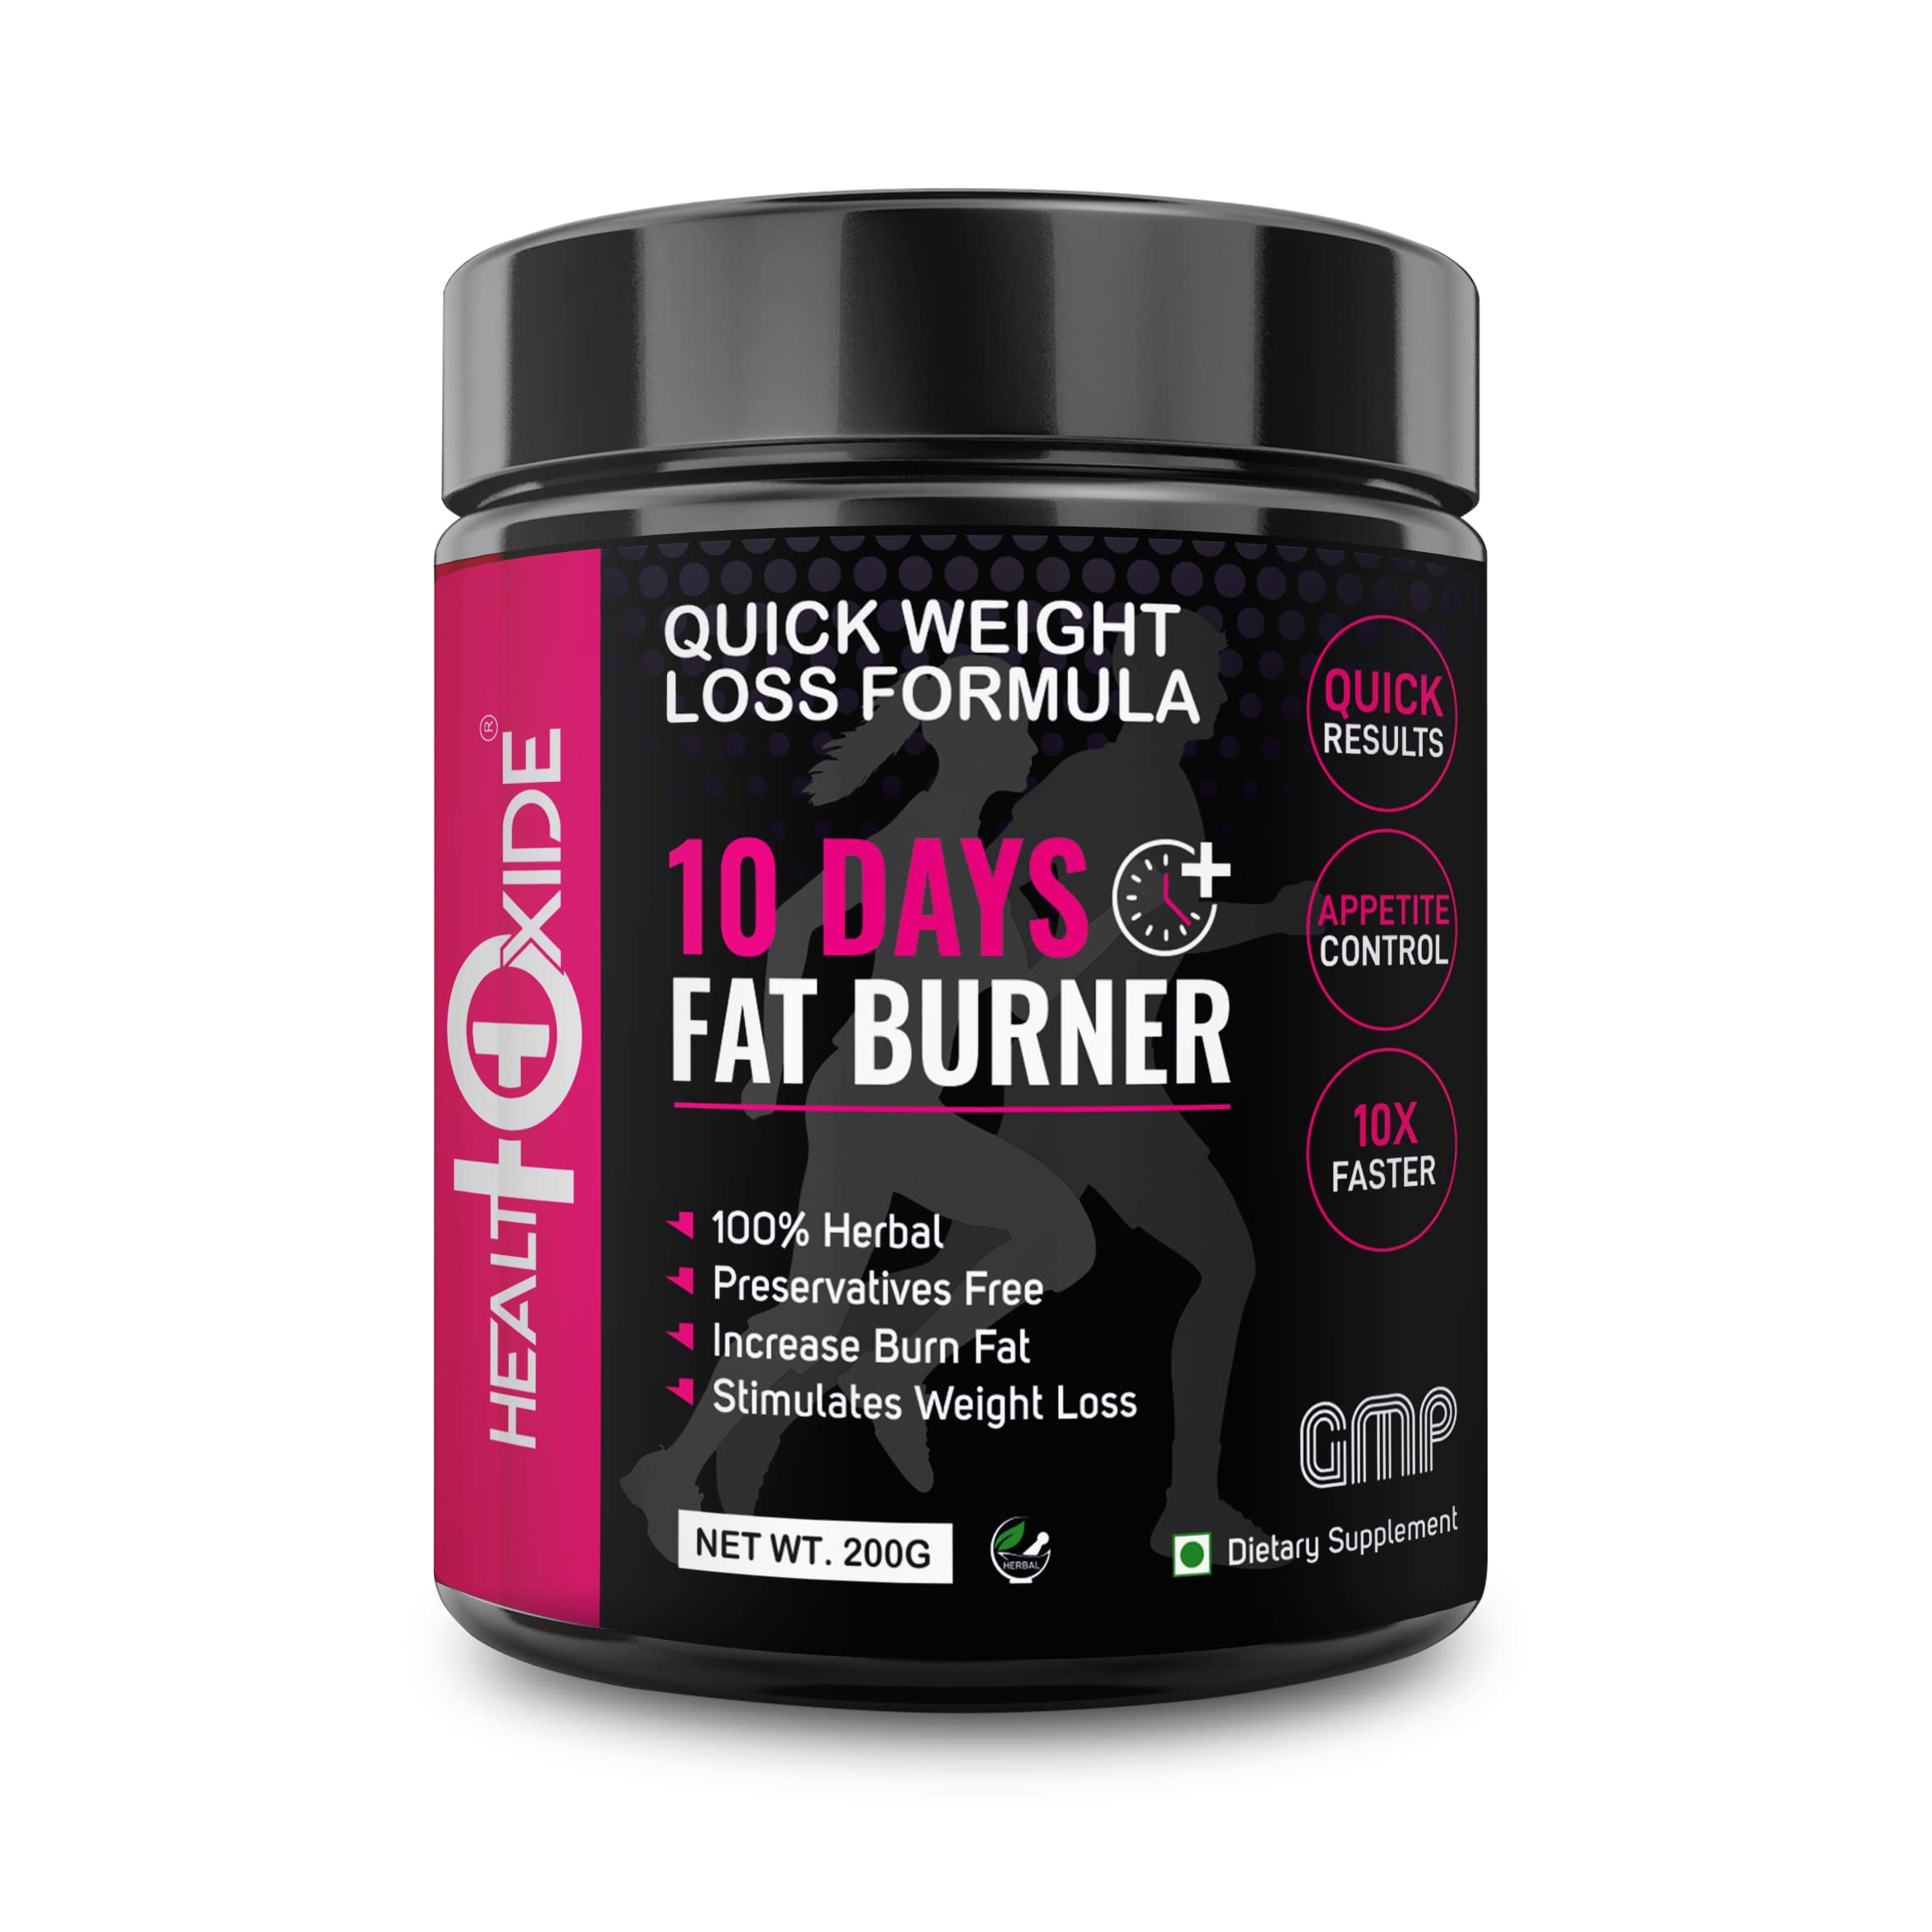 HEALTHOXIDE®
QUICK WEIGHT
LOSS FORMULA
10 DAYS
FAT BURNER
100% Herbal
Preservatives Free
Increase Burn Fat
Stimulates Weight Loss
NET WT. 200G
HERBAL
QUICK
RESULTS
APPETITE
CONTROL
10X
FASTER
GMP
Dietary Supplement